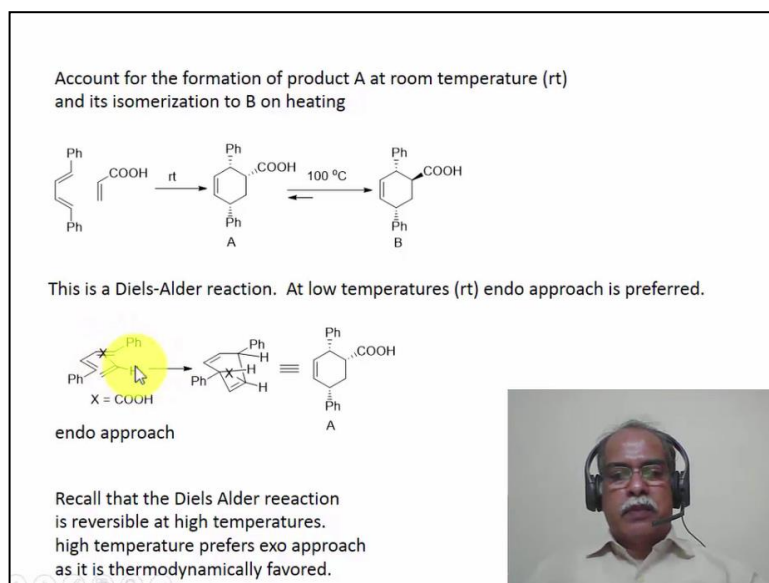 Account for the formation of product A at room temperature (rt)
and its isomerization to B on heating
Ph
COOH
Ph
rt
Ph
COOH
Ph
A
100 ⁰C
Ph
COOH
Ph
B
This is a Diels-Alder reaction. At low temperatures (rt) endo approach is preferred.
Ph
X
H
Ph
X = COOH
Ph
H
H
X
H
Ph
Ph
COOH
Ph
A
endo approach
Recall that the Diels Alder reeaction
is reversible at high temperatures.
high temperature prefers exo approach
as it is thermodynamically favored.